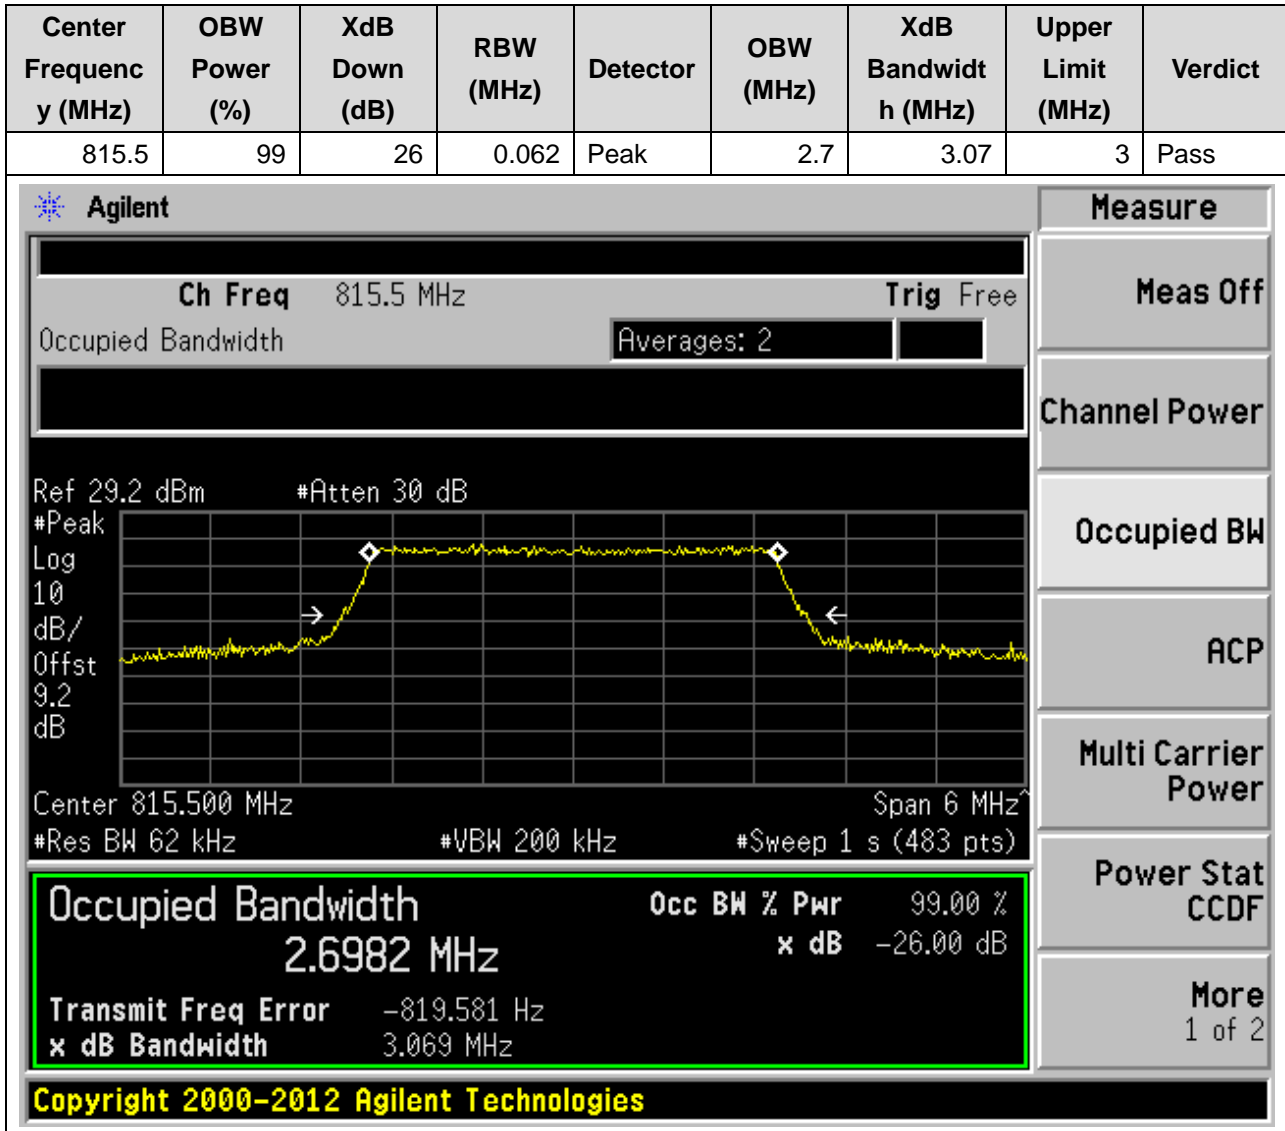 Center Frequenc y (MHz) OBW Power (%) XdB Down (dB) RBW (MHz) Detector OBW (MHz) XdB Bandwidt h (MHz) Upper Limit (MHz) Verdict
815.5 99 26 0.062 Peak 2.7 3.07 3 Pass
Agilent
Ch Freq 815.5 MHz Trig Free
Occupied Bandwidth Averages: 2
Ref 29.2 dBm #Atten 30 dB
#Peak
Log
10
dB/
Offst
9.2
dB
Center 815.500 MHz Span 6 MHz^
#Res BW 62 kHz #VBW 200 kHz #Sweep 1 s (483 pts)
Occupied Bandwidth Occ BW % Pwr 99.00 %
2.6982 MHz x dB -26.00 dB
Transmit Freq Error -819.581 Hz
x dB Bandwidth 3.069 MHz
Copyright 2000-2012 Agilent Technologies
Measure
Meas Off
Channel Power
Occupied BW
ACP
Multi Carrier
Power
Power Stat
CCDF
More
1 of 2